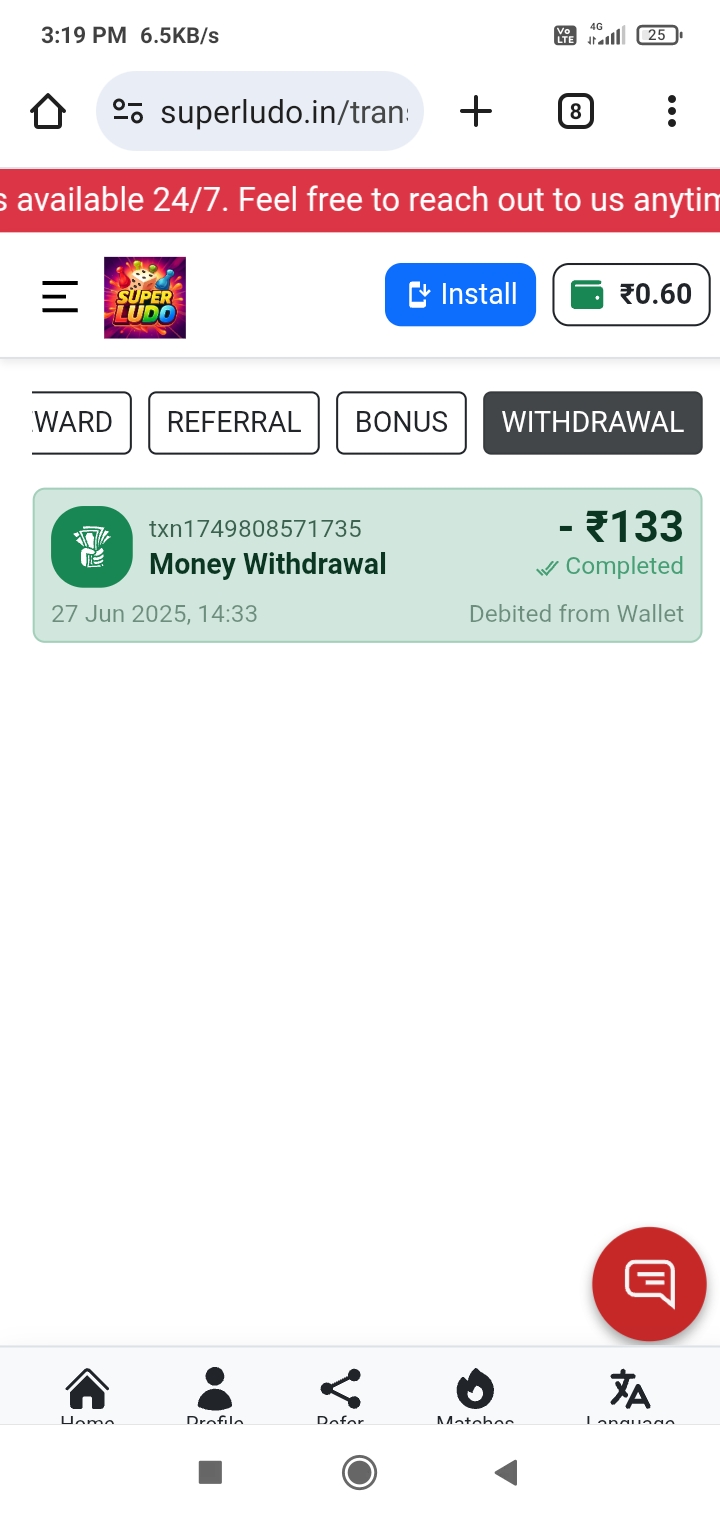 3:19 PM 6.5KB/s Vo LTE 4G 25
superludo.in/tran 8
s available 24/7. Feel free to reach out to us anytim
SUPER LUDO Install ₹0.60
WARD REFERRAL BONUS WITHDRAWAL
txn1749808571735 - ₹133
Money Withdrawal Completed
27 Jun 2025, 14:33 Debited from Wallet
Home Profile Refer Matches Language